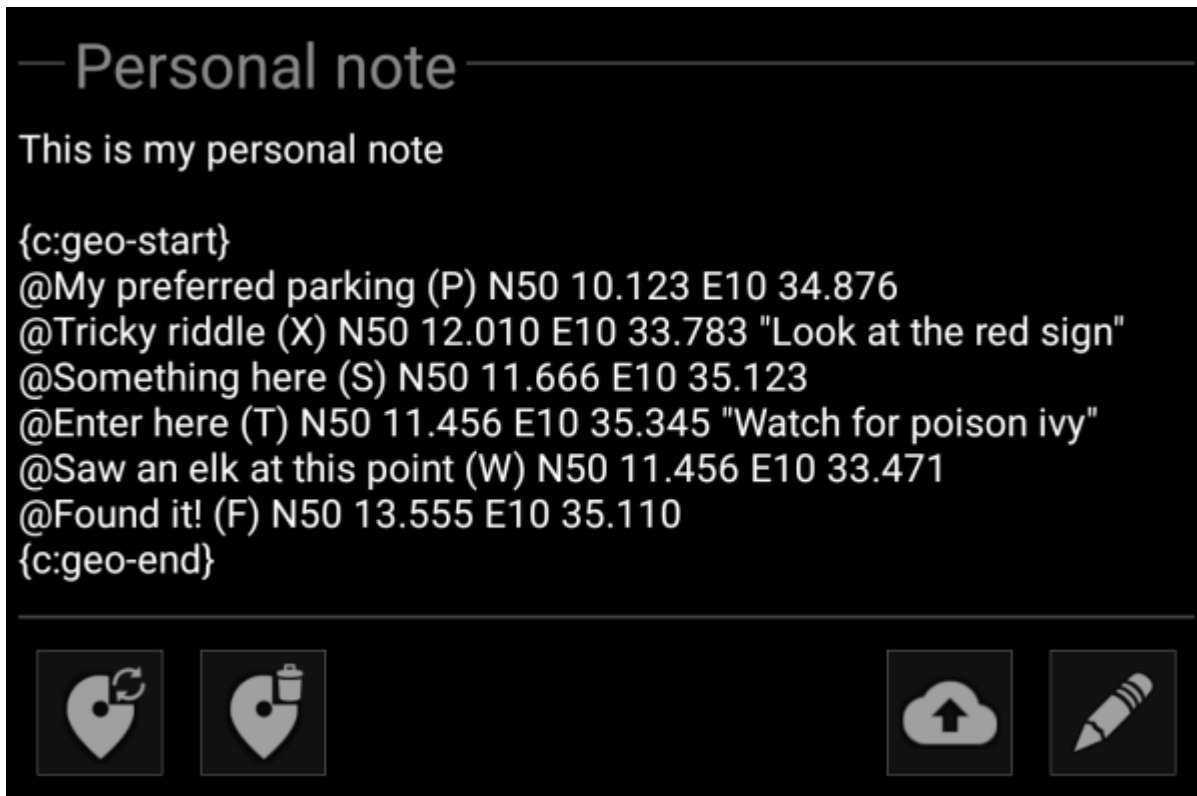 Personal note
This is my personal note
{c:geo-start}
@My preferred parking (P) N50 10.123 E10 34.876
@Tricky riddle (X) N50 12.010 E10 33.783 "Look at the red sign"
@Something here (S) N50 11.666 E10 35.123
@Enter here (T) N50 11.456 E10 35.345 "Watch for poison ivy"
@Saw an elk at this point (W) N50 11.456 E10 33.471
@Found it! (F) N50 13.555 E10 35.110
{c:geo-end}